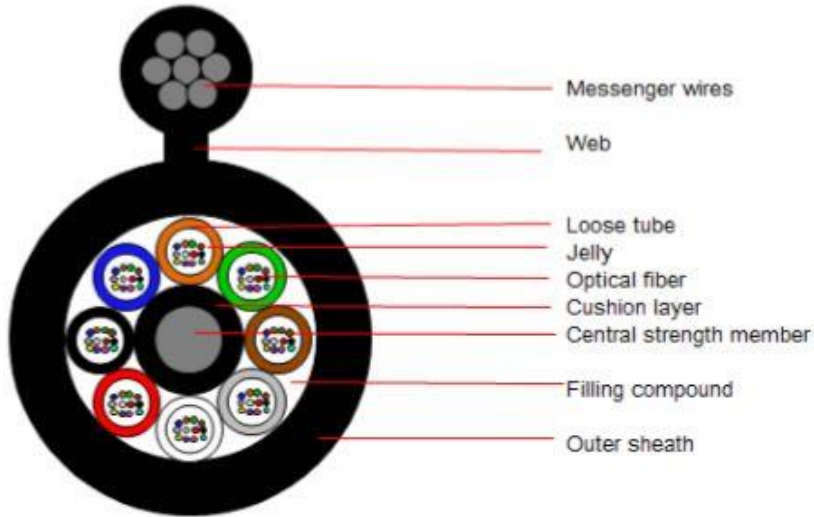 Messenger wires
Web
Loose tube
Jelly
Optical fiber
Cushion layer
Central strength member
Filling compound
Outer sheath